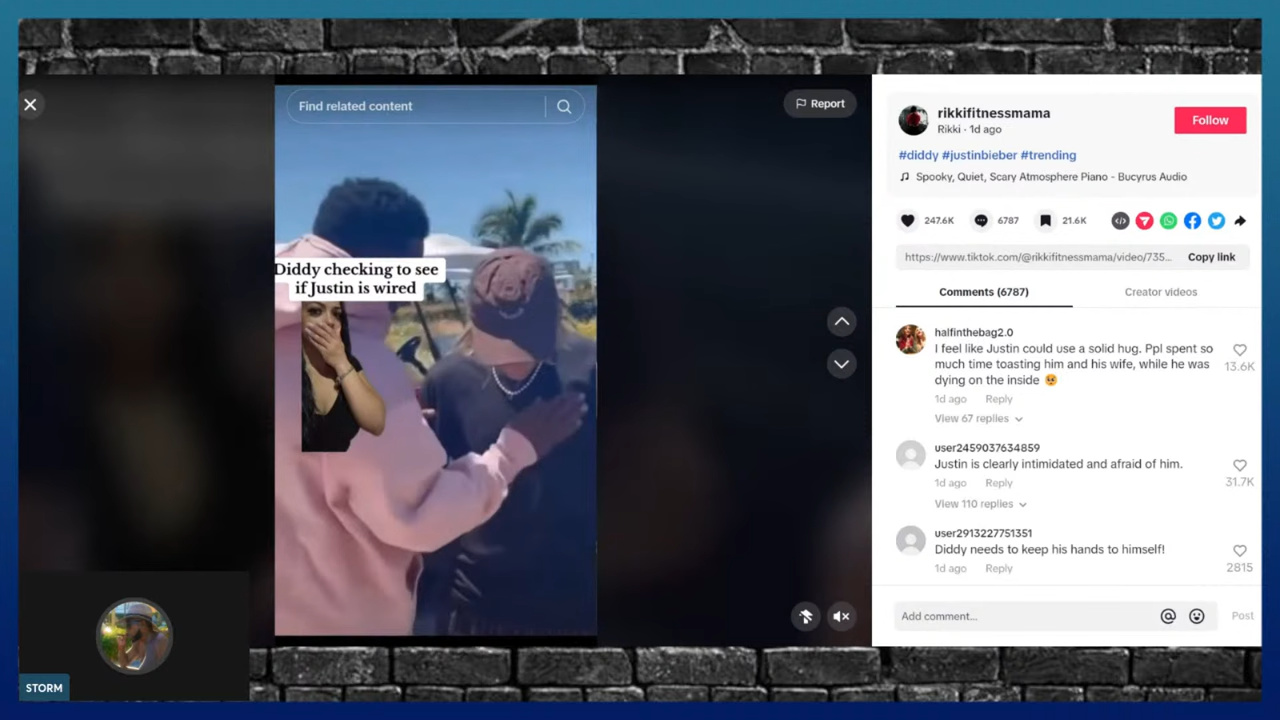 Find related content
Report
Diddy checking to see
if Justin is wired
STORM
rikkifitnessmama
Rikki · 1d ago
Follow
#diddy #justinbieber #trending
Spooky, Quiet, Scary Atmosphere Piano - Bucyrus Audio
247.6K
6787
21.6K
https://www.tiktok.com/@rikkifitnessmama/video/735...
Copy link
Comments (6787)
Creator videos
halfinthebag2.0
I feel like Justin could use a solid hug. Ppl spent so
much time toasting him and his wife, while he was
dying on the inside 🥺
13.6K
1d ago Reply
View 67 replies
user2459037634859
Justin is clearly intimidated and afraid of him.
31.7K
1d ago Reply
View 110 replies
user2913227751351
Diddy needs to keep his hands to himself!
2815
1d ago Reply
Add comment...
Post